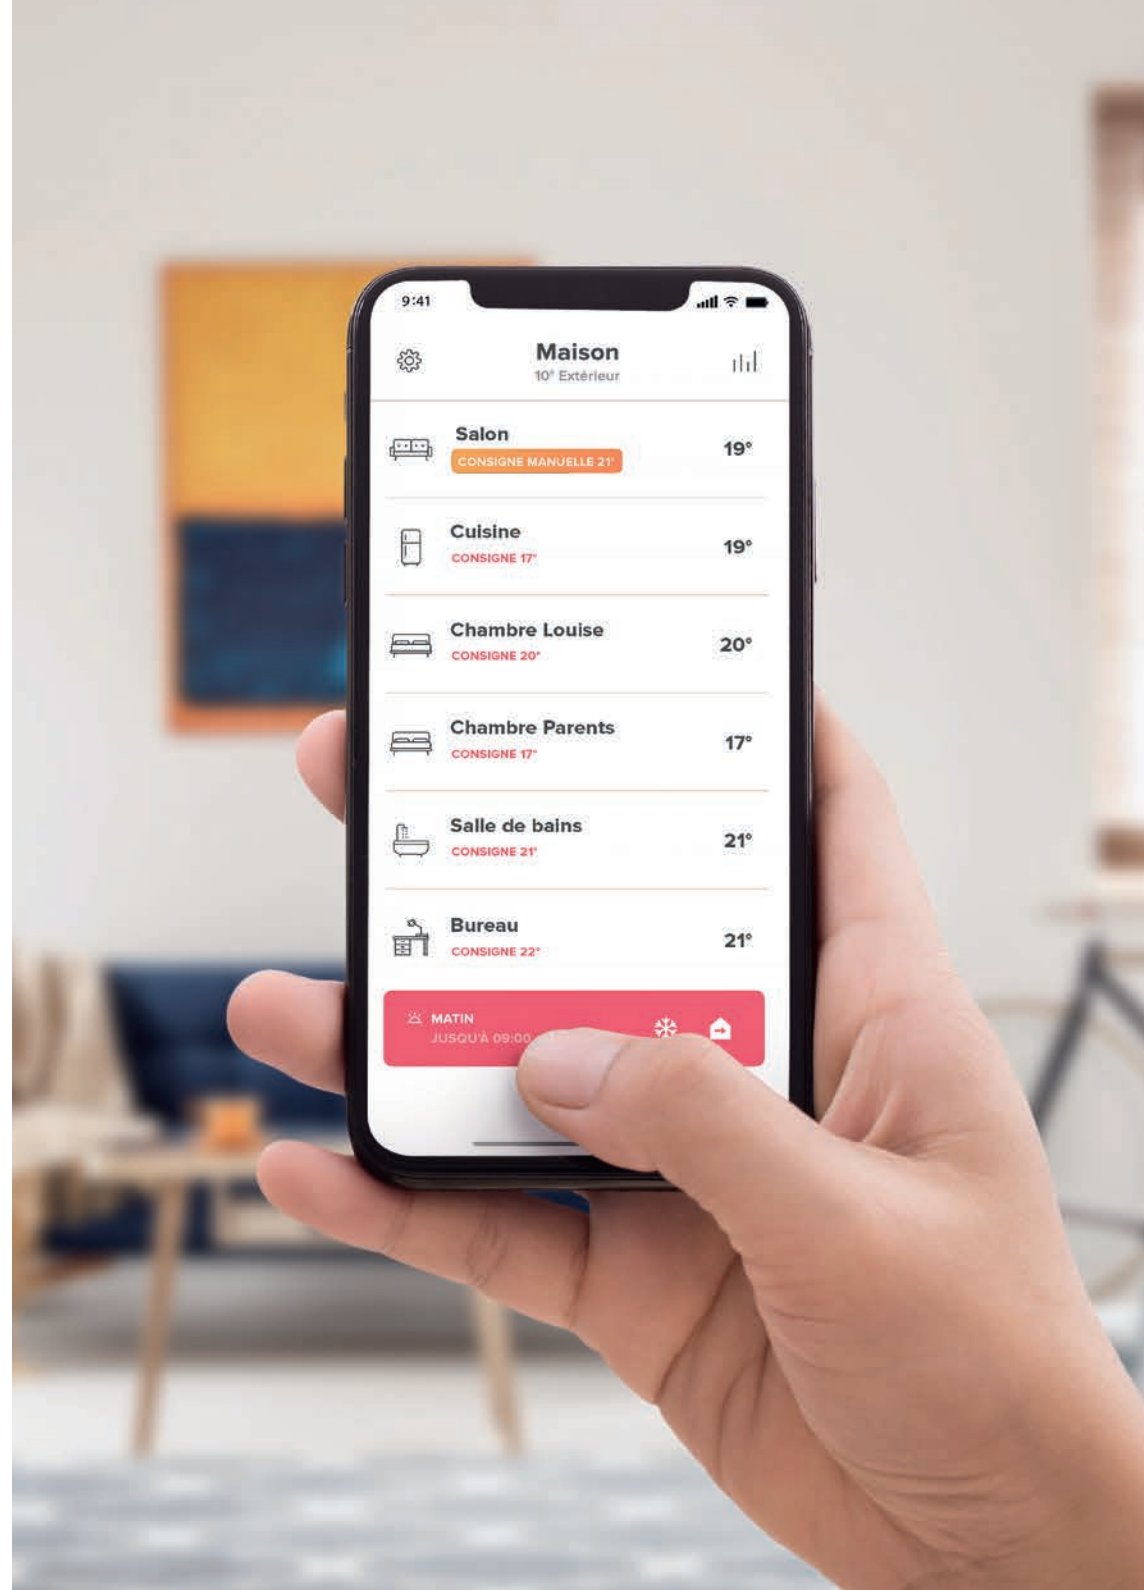 9:41
Maison
10° Extérieur
Salon
CONSIGNE MANUELLE 21°
19°
Cuisine
CONSIGNE 17°
19°
Chambre Louise
CONSIGNE 20°
20°
Chambre Parents
CONSIGNE 17°
17°
Salle de bains
CONSIGNE 21°
21°
Bureau
CONSIGNE 22°
21°
MATIN
JUSQU'À 09:00